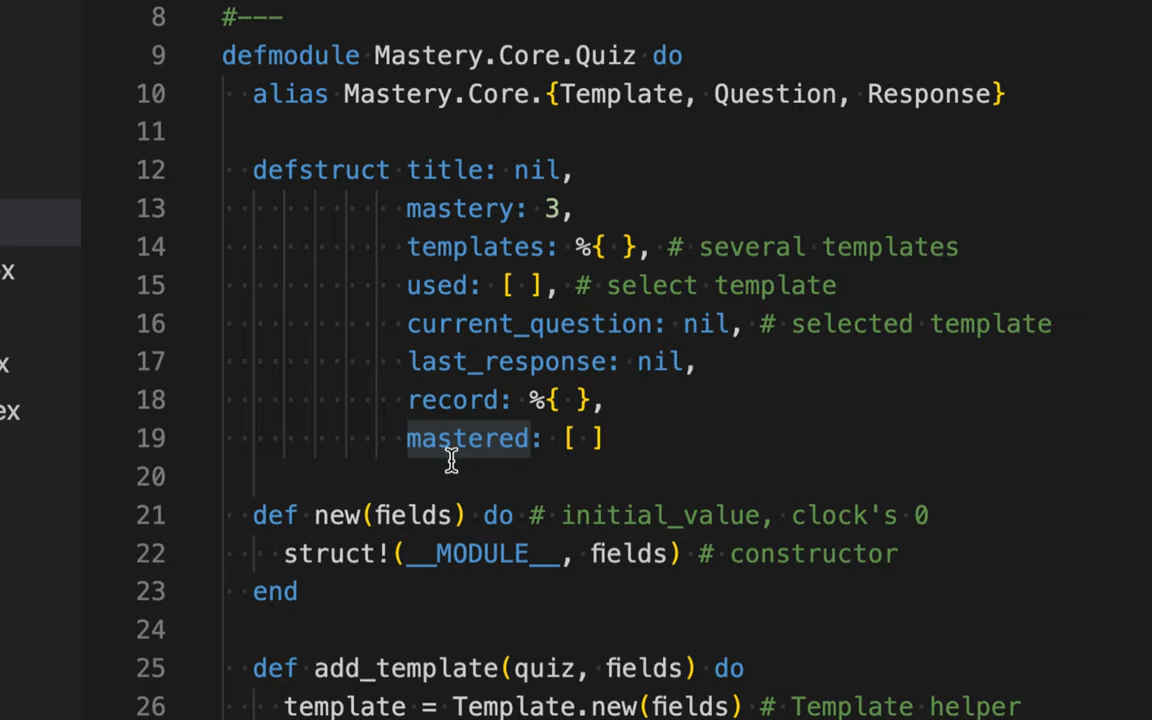 8 #---
9 defmodule Mastery.Core.Quiz do
10 alias Mastery.Core.{Template, Question, Response}
11
12 defstruct title: nil,
13 mastery: 3,
14 templates: %{ }, # several templates
15 used: [ ], # select template
16 current_question: nil, # selected template
17 last_response: nil,
18 record: %{ },
19 mastered: [ ]
20
21 def new(fields) do # initial_value, clock's 0
22 struct!(__MODULE__, fields) # constructor
23 end
24
25 def add_template(quiz, fields) do
26 template = Template.new(fields) # Template helper
ex